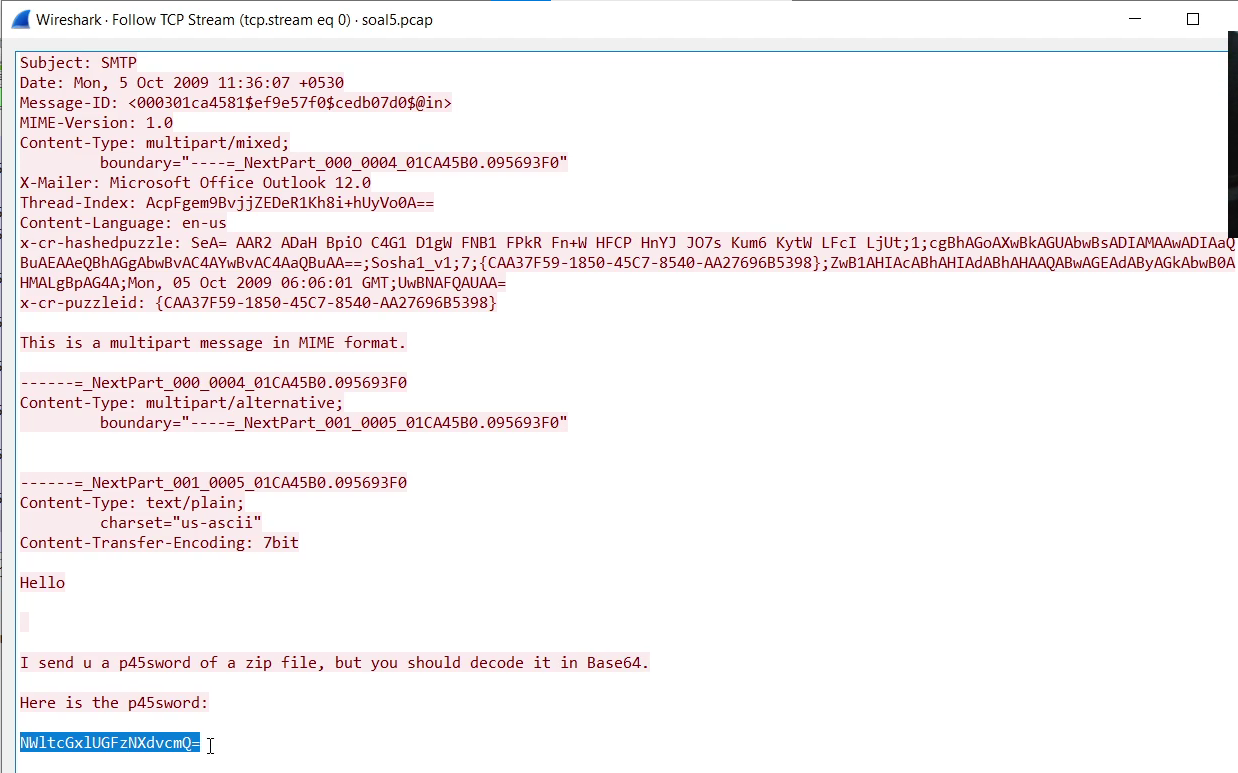 Wireshark · Follow TCP Stream (tcp.stream eq 0) · soal5.pcap
Subject: SMTP
Date: Mon, 5 Oct 2009 11:36:07 +0530
Message-ID: <000301ca4581$ef9e57f0$cedb07d0$@in>
MIME-Version: 1.0
Content-Type: multipart/mixed;
boundary="----=_NextPart_000_0004_01CA45B0.095693F0"
X-Mailer: Microsoft Office Outlook 12.0
Thread-Index: AcpFgem9BvjjZEDeR1Kh8i+hUyVo0A==
Content-Language: en-us
x-cr-hashedpuzzle: SeA= AAR2 ADaH BpiO C4G1 D1gW FNB1 FPkR Fn+W HFCP HnYJ JO7s Kum6 KytW LFcI LjUt;1;cgBhAGoAXwBkAGUAbwBsADIAMAAwADIAaQ
BuAEAAeQBhAGgAbwBvAC4AYwBvAC4AaQBuAA==;Sosha1_v1;7;{CAA37F59-1850-45C7-8540-AA27696B5398};ZwB1AHIAcABhAHIAdABhAHAAQABwAGEAdAByAGkAbwB0A
HMALgBpAG4A;Mon, 05 Oct 2009 06:06:01 GMT;UwBNAFQAUAA=
x-cr-puzzleid: {CAA37F59-1850-45C7-8540-AA27696B5398}
This is a multipart message in MIME format.
------=_NextPart_000_0004_01CA45B0.095693F0
Content-Type: multipart/alternative;
boundary="----=_NextPart_001_0005_01CA45B0.095693F0"
------=_NextPart_001_0005_01CA45B0.095693F0
Content-Type: text/plain;
charset="us-ascii"
Content-Transfer-Encoding: 7bit
Hello
I send u a p45sword of a zip file, but you should decode it in Base64.
Here is the p45sword:
NWltcGxlUGFzNXdvcmQ=